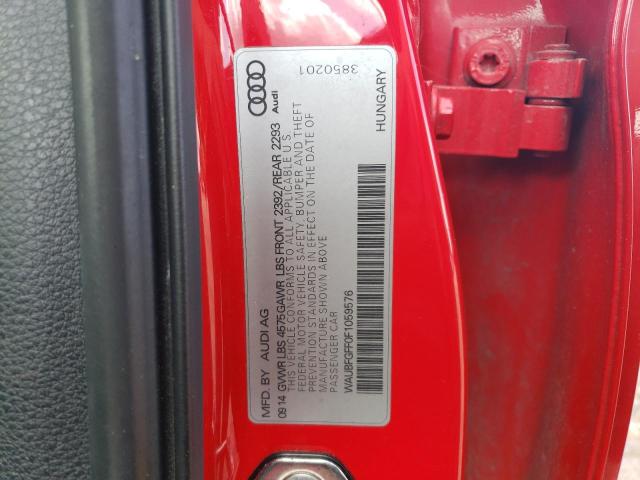 MFD. BY AUDI AG
09 14 GVWR LBS 4575 GAWR LBS FRONT 2392/REAR 2293
THIS VEHICLE CONFORMS TO ALL APPLICABLE U.S.
FEDERAL MOTOR VEHICLE SAFETY, BUMPER AND THEFT
PREVENTION STANDARDS IN EFFECT ON THE DATE OF
MANUFACTURE SHOWN ABOVE
PASSENGER CAR
WAUBFGFF0F1059576
Audi
3850201
HUNGARY